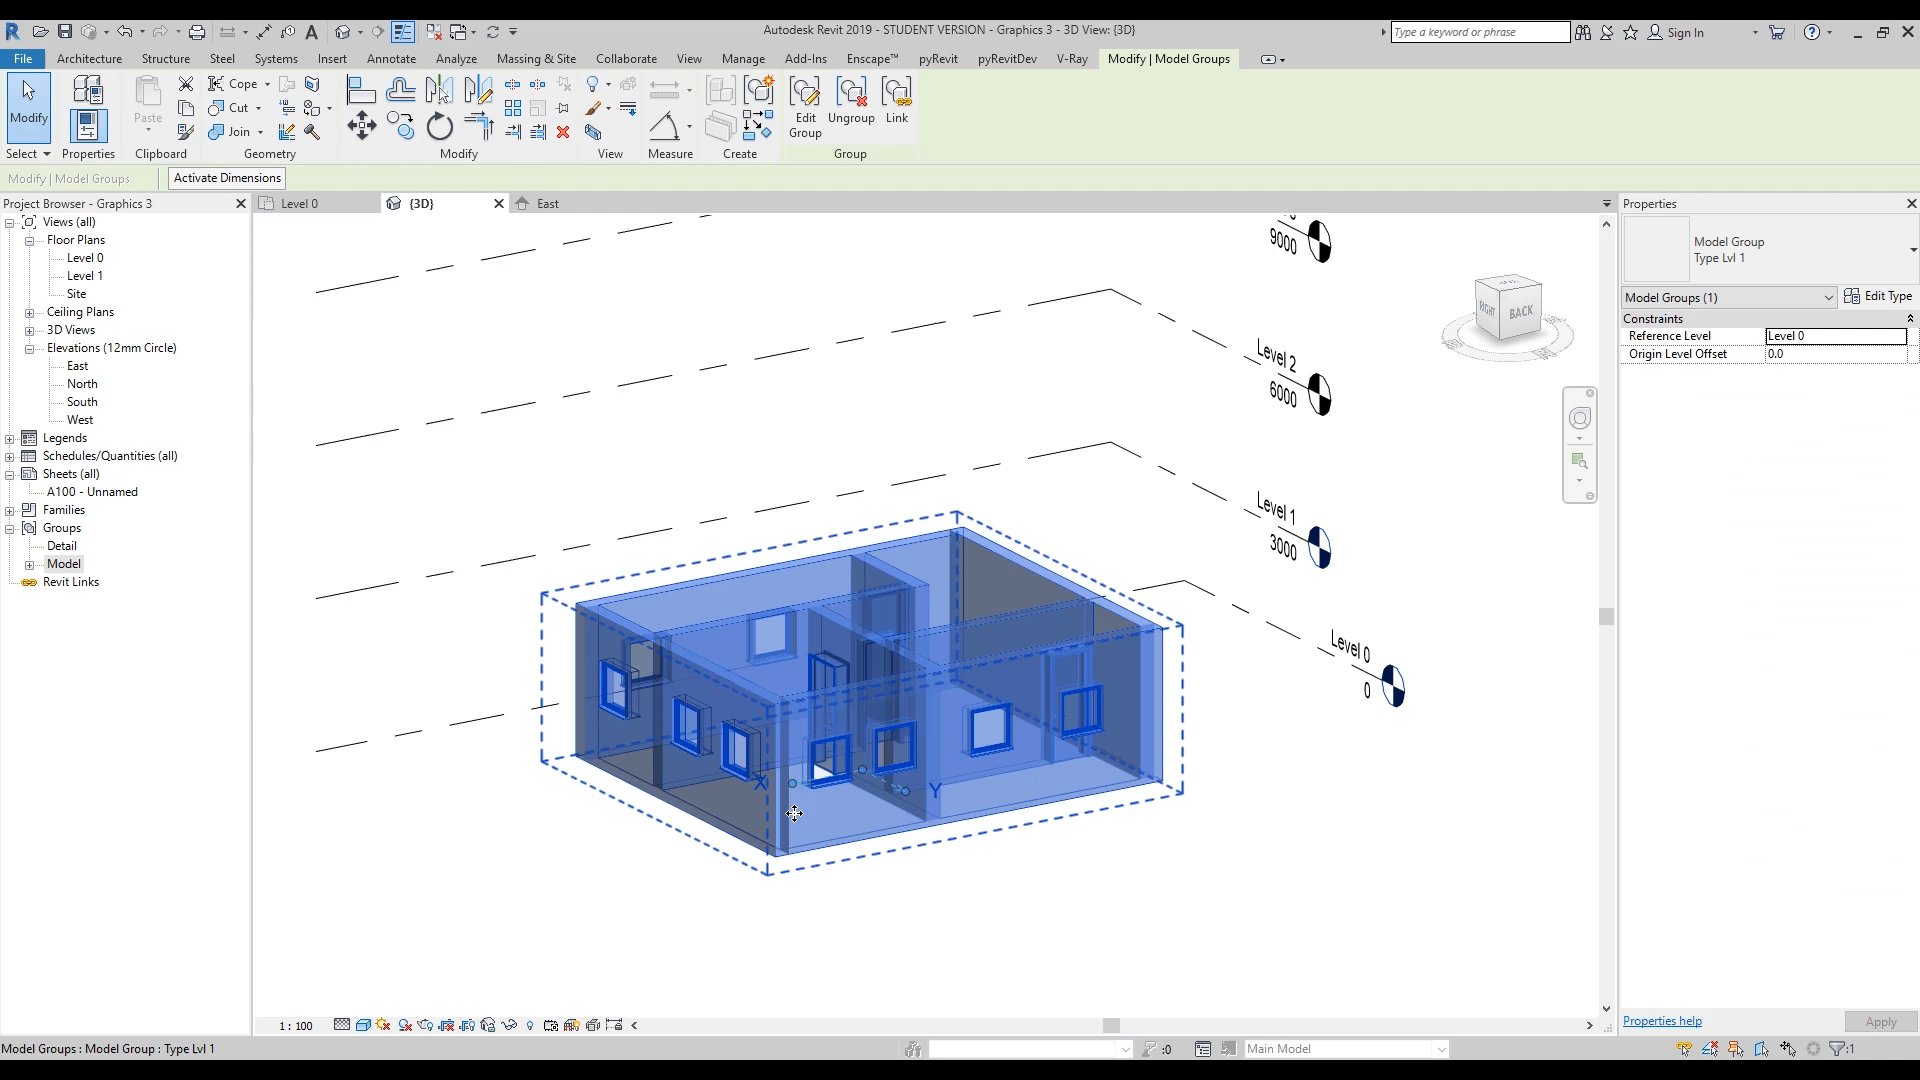 Autodesk Revit 2019 - STUDENT VERSION - Graphics 3 - 3D View: {3D}
Type a keyword or phrase
Sign In
File Architecture Structure Steel Systems Insert Annotate Analyze Massing & Site Collaborate View Manage Add-Ins Enscape™ pyRevit pyRevitDev V-Ray Modify | Model Groups
Modify
Paste
Cope
Cut
Join
Edit Group
Ungroup
Link
Select Properties Clipboard Geometry Modify View Measure Create Group
Modify | Model Groups Activate Dimensions
Project Browser - Graphics 3
Level 0 {3D} East
Views (all)
Floor Plans
Level 0
Level 1
Site
Ceiling Plans
3D Views
Elevations (12mm Circle)
East
North
South
West
Legends
Schedules/Quantities (all)
Sheets (all)
A100 - Unnamed
Families
Groups
Detail
Model
Revit Links
9000
Level 2
6000
Level 1
3000
Level 0
0
X
Y
RIGHT
BACK
Properties
Model Group
Type Lvl 1
Model Groups (1) Edit Type
Constraints
Reference Level Level 0
Origin Level Offset 0.0
Properties help Apply
1 : 100
Model Groups : Model Group : Type Lvl 1
:0
Main Model
:1